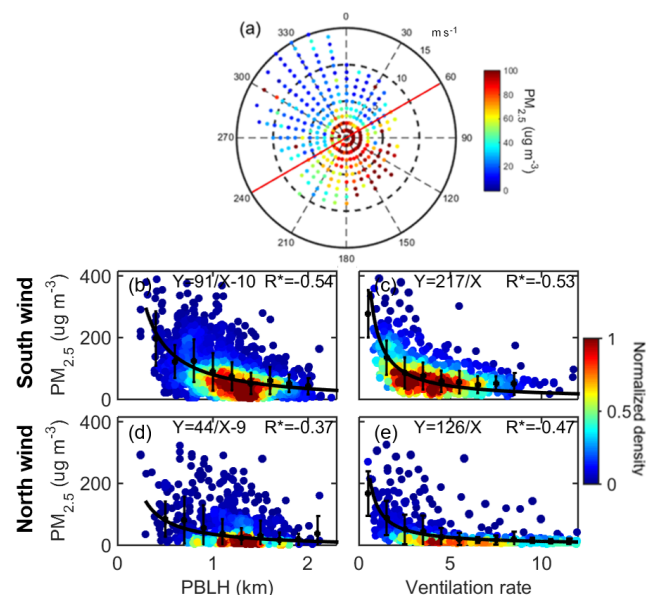 (a)
0
30
m s-1
15
10
5
60
90
120
150
180
210
240
270
300
330
100
80
60
40
20
0
PM2.5 (ug m-3)
South wind
PM2.5 (ug m-3)
400
200
0
(b)
Y=91/X-10 R*=-0.54
(c)
Y=217/X R*=-0.53
North wind
PM2.5 (ug m-3)
400
200
0
(d)
Y=44/X-9 R*=-0.37
(e)
Y=126/X R*=-0.47
0 1 2
PBLH (km)
0 5 10
Ventilation rate
1
0.5
0
Normalized density